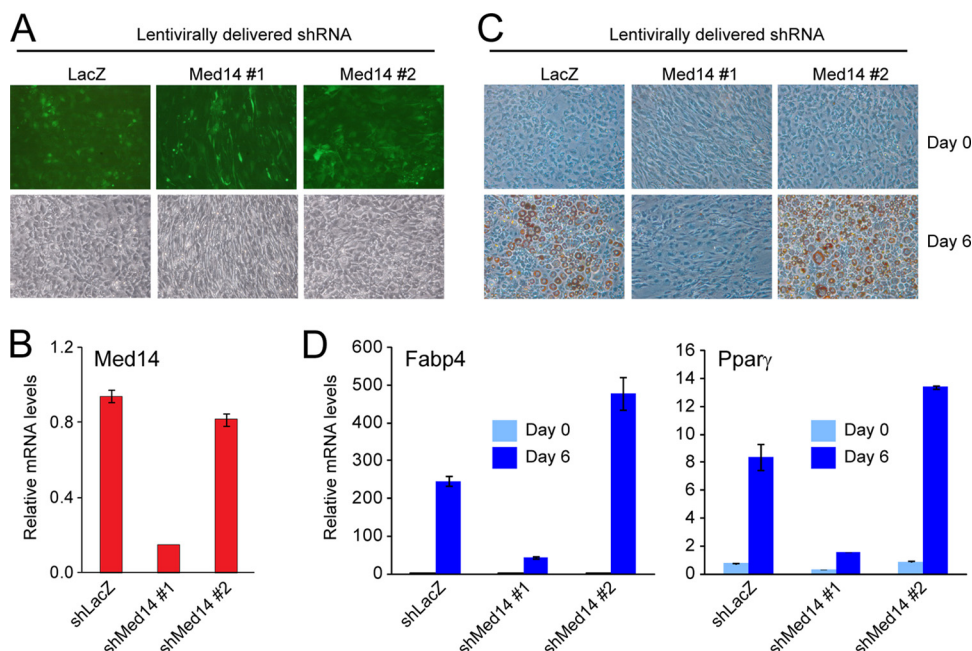 A
Lentivirally delivered shRNA
LacZ Med14 #1 Med14 #2
C
Lentivirally delivered shRNA
LacZ Med14 #1 Med14 #2
Day 0
Day 6
B
Med14
Relative mRNA levels
1.2
0.8
0.4
0.0
shLacZ
shMed14 #1
shMed14 #2
D
Fabp4
Relative mRNA levels
500
400
300
200
100
0
Day 0
Day 6
shLacZ
shMed14 #1
shMed14 #2
Pparγ
16
14
12
10
8
6
4
2
0
Day 0
Day 6
shLacZ
shMed14 #1
shMed14 #2